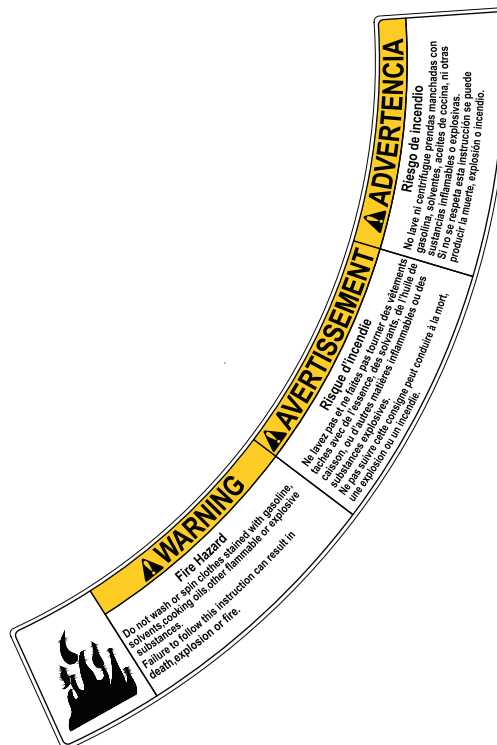 WARNING
Fire Hazard
Do not wash or spin clothes stained with gasoline,
solvents,cooking oils,other flammable or explosive
substances.
Failure to follow this instruction can result in
death,explosion or fire.
AVERTISSEMENT
Risque d'incendie
Ne lavez pas et ne faites pas tourner des vêtements
taches avec de l'essence, des solvants, de l'huile de
caisson, ou d'autres matières inflammables ou des
substances explosives.
Ne pas suivre cette consigne peut conduire à la mort,
une explosion ou un incendie.
ADVERTENCIA
Riesgo de incendio
No lave ni centrifugue prendas manchadas con
gasolina, solventes, aceites de cocina, ni otras
sustancias inflamables o explosivas.
Si no se respeta esta instrucción se puede
producir la muerte, explosión o incendio.